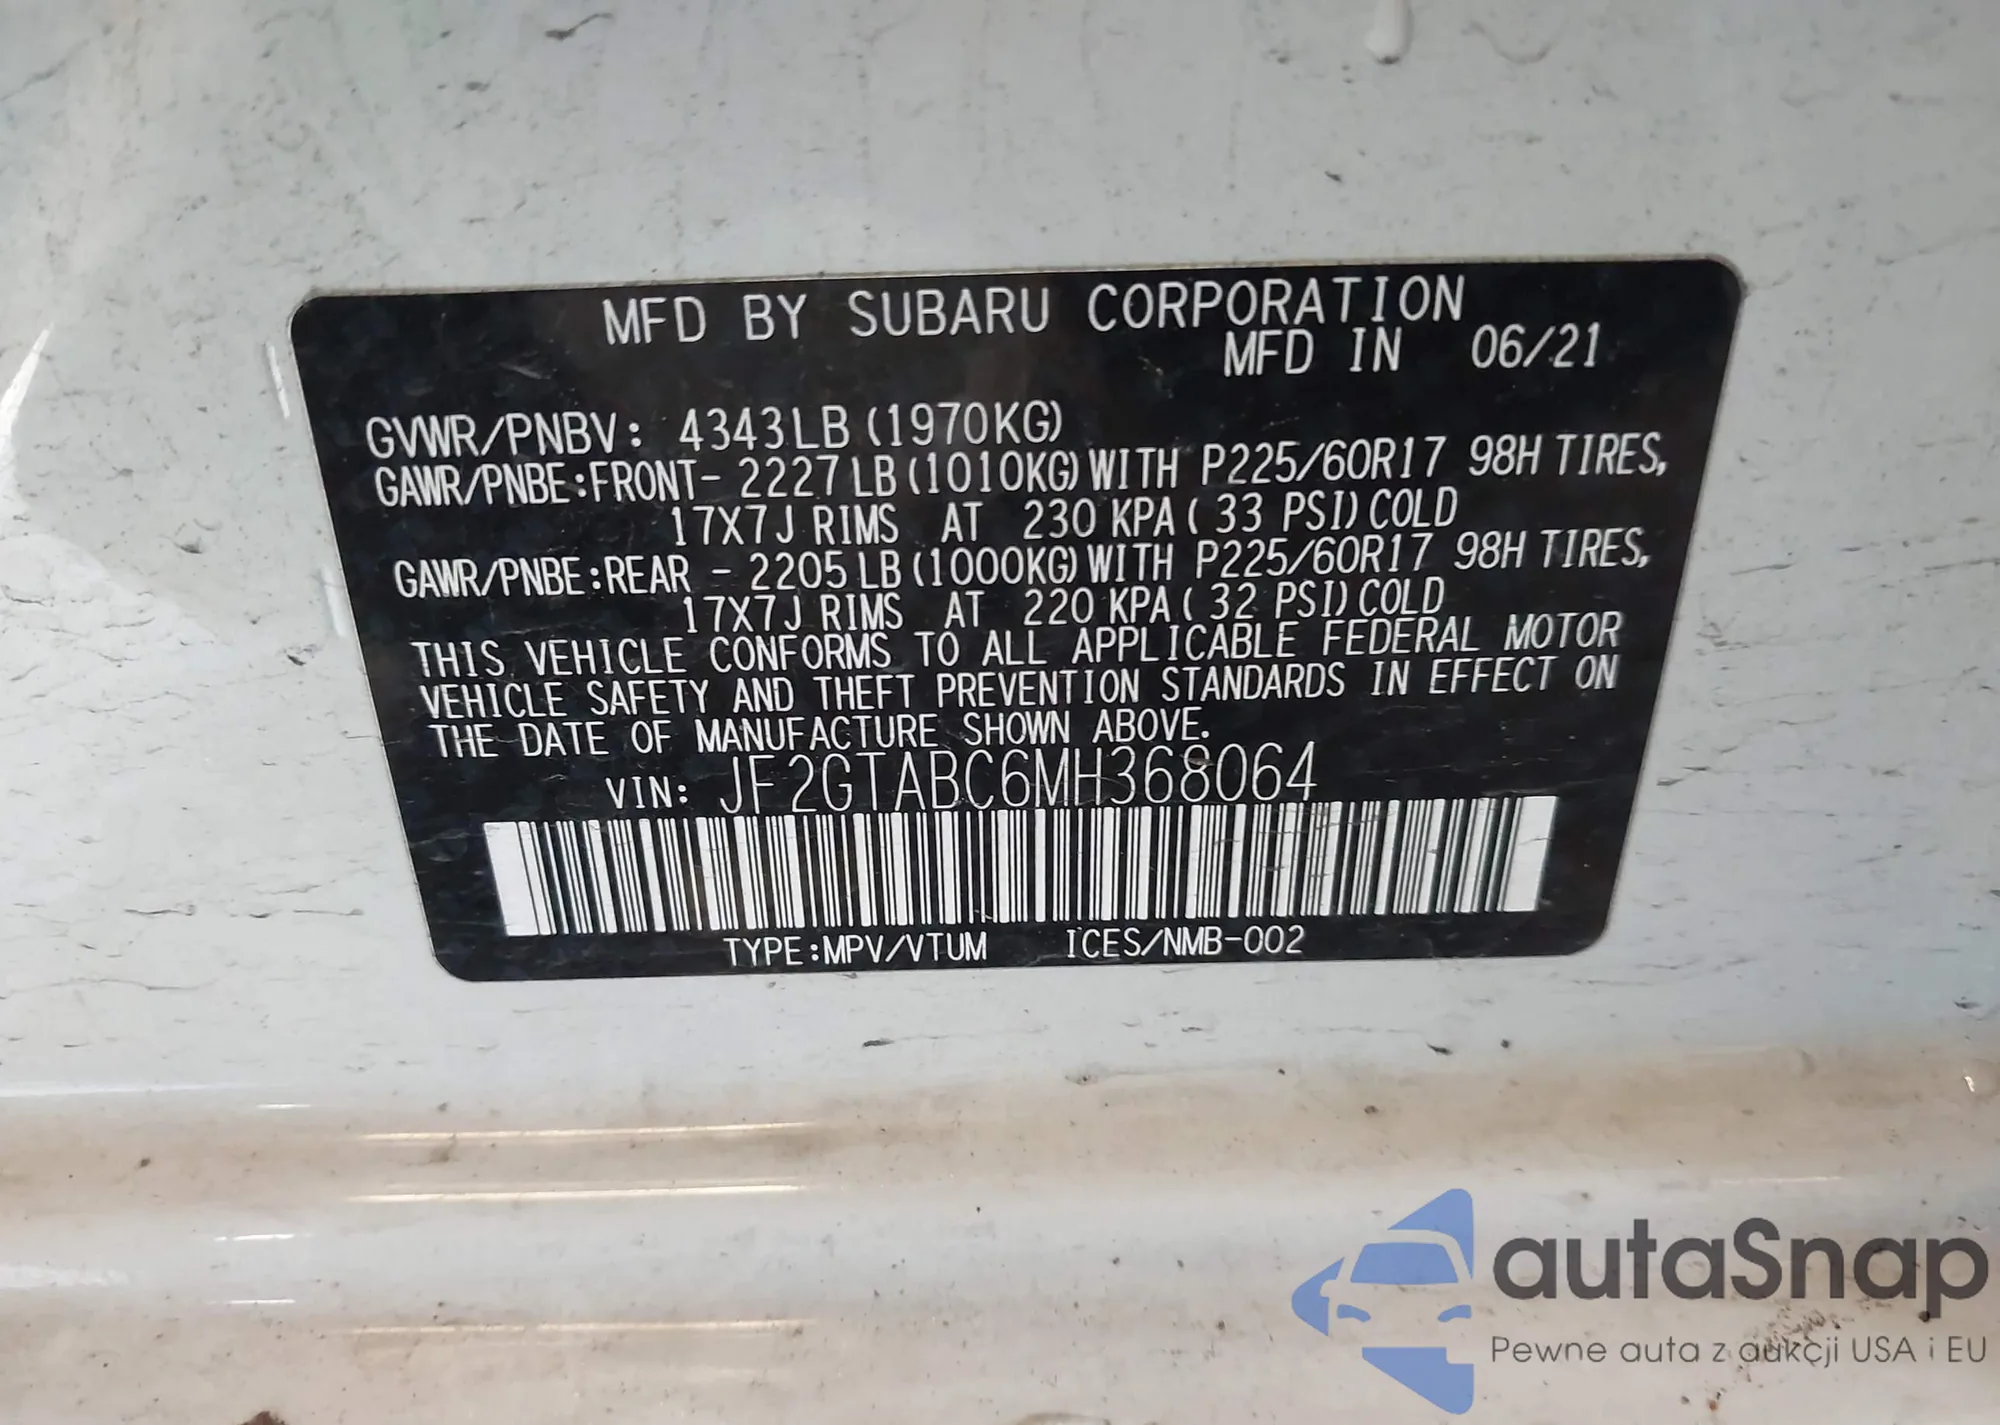 MFD BY SUBARU CORPORATION
MFD IN 06/21
GVWR/PNBV: 4343LB (1970KG)
GAWR/PNBE:FRONT- 2227LB (1010KG) WITH P225/60R17 98H TIRES,
17X7J RIMS AT 230 KPA ( 33 PSI) COLD
GAWR/PNBE:REAR - 2205LB (1000KG) WITH P225/60R17 98H TIRES,
17X7J RIMS AT 220 KPA ( 32 PSI) COLD
THIS VEHICLE CONFORMS TO ALL APPLICABLE FEDERAL MOTOR
VEHICLE SAFETY AND THEFT PREVENTION STANDARDS IN EFFECT ON
THE DATE OF MANUFACTURE SHOWN ABOVE.
VIN: JF2GTABC6MH368064
TYPE:MPV/VTUM ICES/NMB-002
autaSnap
Pewne auta z aukcji USA i EU